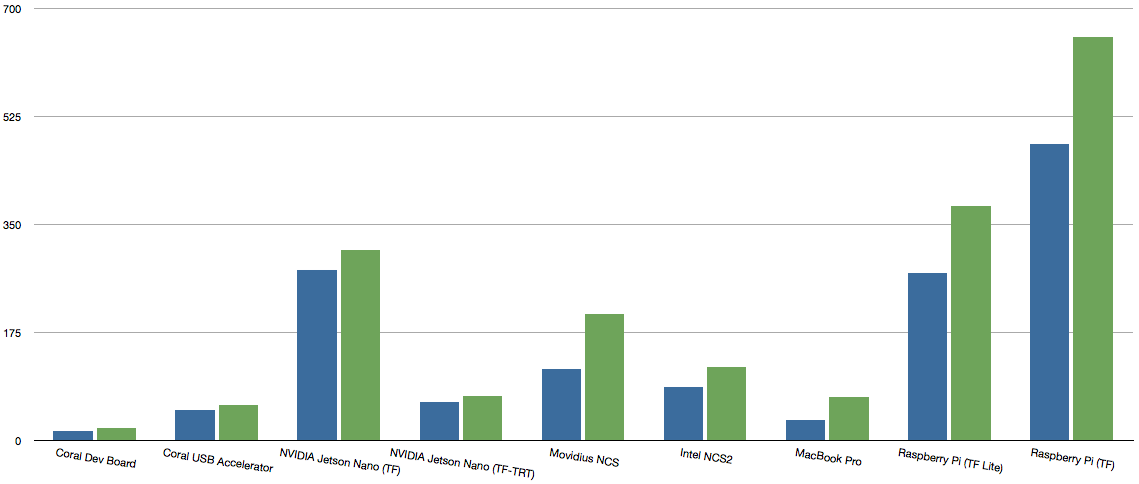 700
525
350
175
0
Coral Dev Board
Coral USB Accelerator
NVIDIA Jetson Nano (TF)
NVIDIA Jetson Nano (TF-TRT)
Movidius NCS
Intel NCS2
MacBook Pro
Raspberry Pi (TF Lite)
Raspberry Pi (TF)